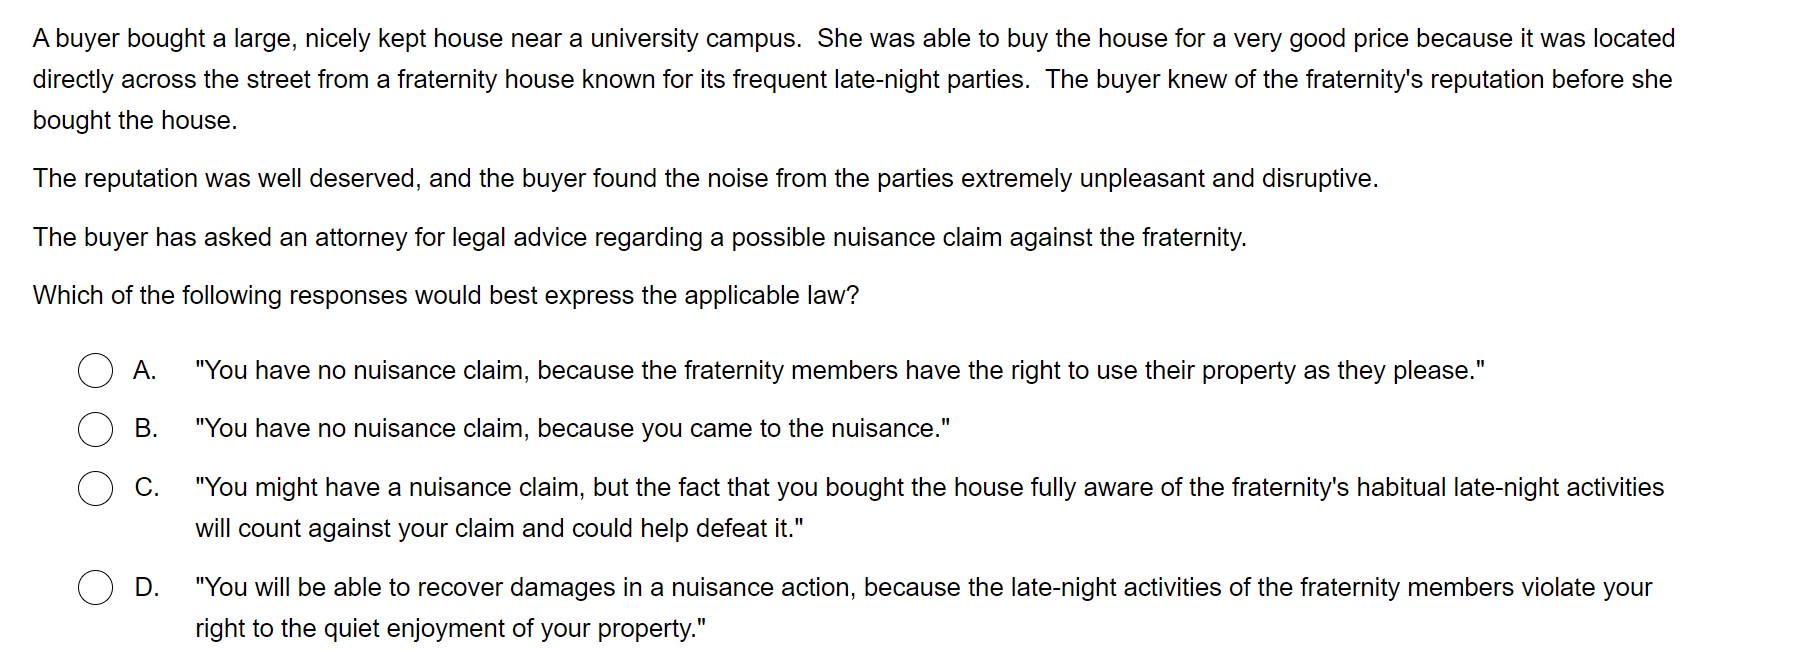 A buyer bought a large, nicely kept house near a university campus.  She was able to buy the house for a very good price because it was located
directly across the street from a fraternity house known for its frequent late-night parties.  The buyer knew of the fraternity's reputation before she
bought the house.
The reputation was well deserved, and the buyer found the noise from the parties extremely unpleasant and disruptive.
The buyer has asked an attorney for legal advice regarding a possible nuisance claim against the fraternity.
Which of the following responses would best express the applicable law?
A. "You have no nuisance claim, because the fraternity members have the right to use their property as they please."
B. "You have no nuisance claim, because you came to the nuisance."
C. "You might have a nuisance claim, but the fact that you bought the house fully aware of the fraternity's habitual late-night activities
will count against your claim and could help defeat it."
D. "You will be able to recover damages in a nuisance action, because the late-night activities of the fraternity members violate your
right to the quiet enjoyment of your property."